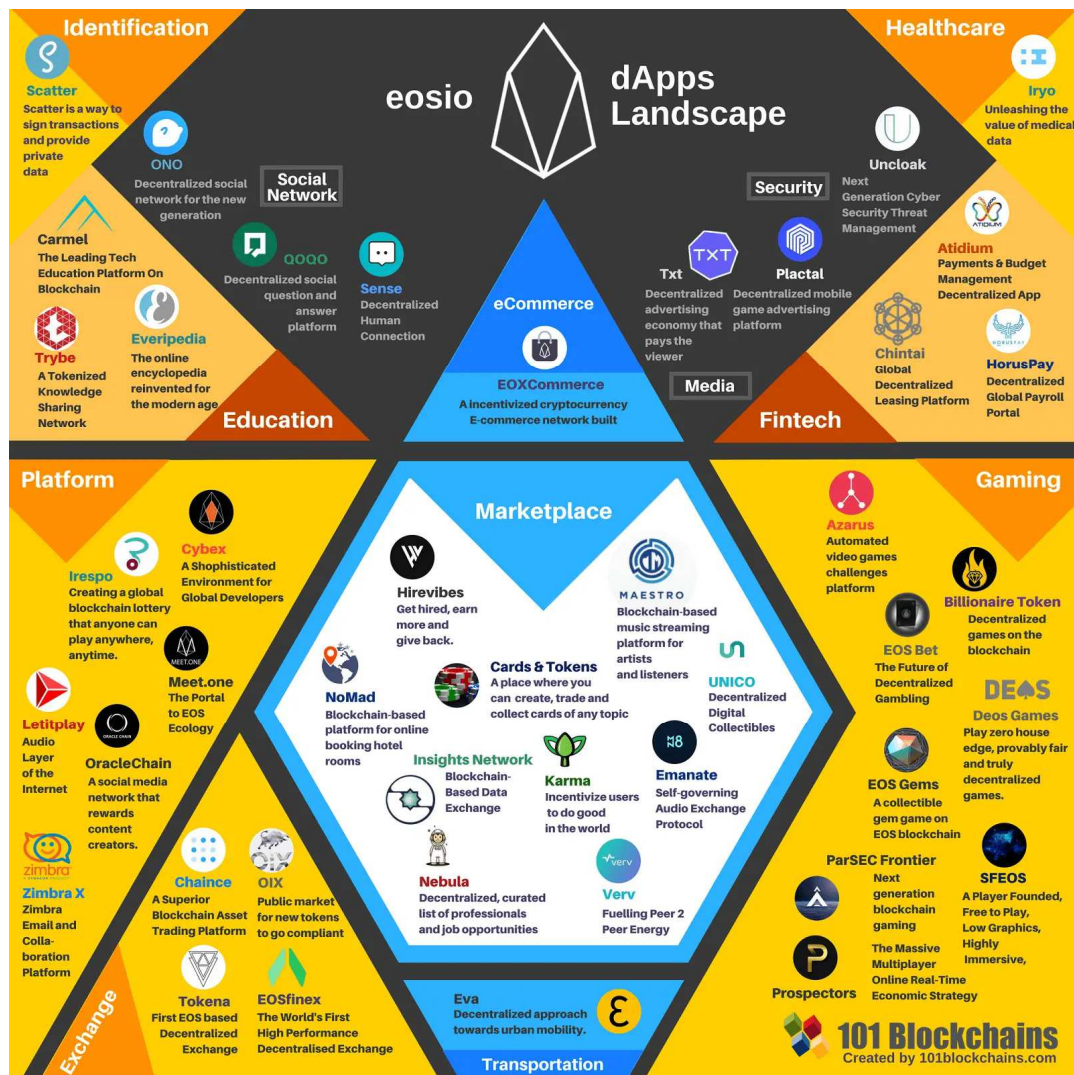 Identification
Scatter
Scatter is a way to
sign transactions
and provide
private
data
ONO
Decentralized social
network for the new
generation
Social
Network
QOQO
Decentralized social
question and
answer
platform
Sense
Decentralized
Human
Connection
eosio
dApps
Landscape
Healthcare
Iryo
Unleashing the
value of medical
data
Uncloak
Next
Generation Cyber
Security Threat
Management
Security
TXT
Txt
Decentralized
advertising
economy that
pays the
viewer
Plactal
Decentralized mobile
game advertising
platform
Media
Carmel
The Leading Tech
Education Platform On
Blockchain
Trybe
A Tokenized
Knowledge
Sharing
Network
Everipedia
The online
encyclopedia
reinvented for
the modern age
Education
eCommerce
EOXCommerce
A incentivized cryptocurrency
E-commerce network built
ATIDIUM
Atidium
Payments & Budget
Management
Decentralized App
Chintai
Global
Decentralized
Leasing Platform
HORUSPAY
HorusPay
Decentralized
Global Payroll
Portal
Fintech
Platform
Cybex
A Shophisticated
Environment for
Global Developers
Irespo
Creating a global
blockchain lottery
that anyone can
play anywhere,
anytime.
MEET.ONE
Meet.one
The Portal
to EOS
Ecology
Letitplay
Audio
Layer
of the
Internet
ORACLE CHAIN
OracleChain
A social media
network that
rewards
content
creators.
zimbra
Zimbra X
Zimbra
Email and
Colla-
boration
Platform
Marketplace
Hirevibes
Get hired, earn
more and
give back.
MAESTRO
Blockchain-based
music streaming
platform for
artists
and listeners
NoMad
Blockchain-based
platform for online
booking hotel
rooms
Cards & Tokens
A place where you
can create, trade and
collect cards of any topic
UNICO
Decentralized
Digital
Collectibles
Insights Network
Blockchain-
Based Data
Exchange
Karma
Incentivize users
to do good
in the world
Emanate
Self-governing
Audio Exchange
Protocol
Nebula
Decentralized, curated
list of professionals
and job opportunities
verv
Verv
Fuelling Peer 2
Peer Energy
Gaming
Azarus
Automated
video games
challenges
platform
Billionaire Token
Decentralized
games on the
blockchain
EOS Bet
The Future of
Decentralized
Gambling
DEOS
Deos Games
Play zero house
edge, provably fair
and truly
decentralized
games.
EOS Gems
A collectible
gem game on
EOS blockchain
ParSEC Frontier
Next
generation
blockchain
gaming
SFEOS
A Player Founded,
Free to Play,
Low Graphics,
Highly
Immersive,
Prospectors
The Massive
Multiplayer
Online Real-Time
Economic Strategy
Chaince
A Superior
Blockchain Asset
Trading Platform
OIX
OIX
Public market
for new tokens
to go compliant
Tokena
First EOS based
Decentralized
Exchange
EOSfinex
The World's First
High Performance
Decentralised Exchange
Exchange
Eva
Decentralized approach
towards urban mobility.
Transportation
101 Blockchains
Created by 101blockchains.com